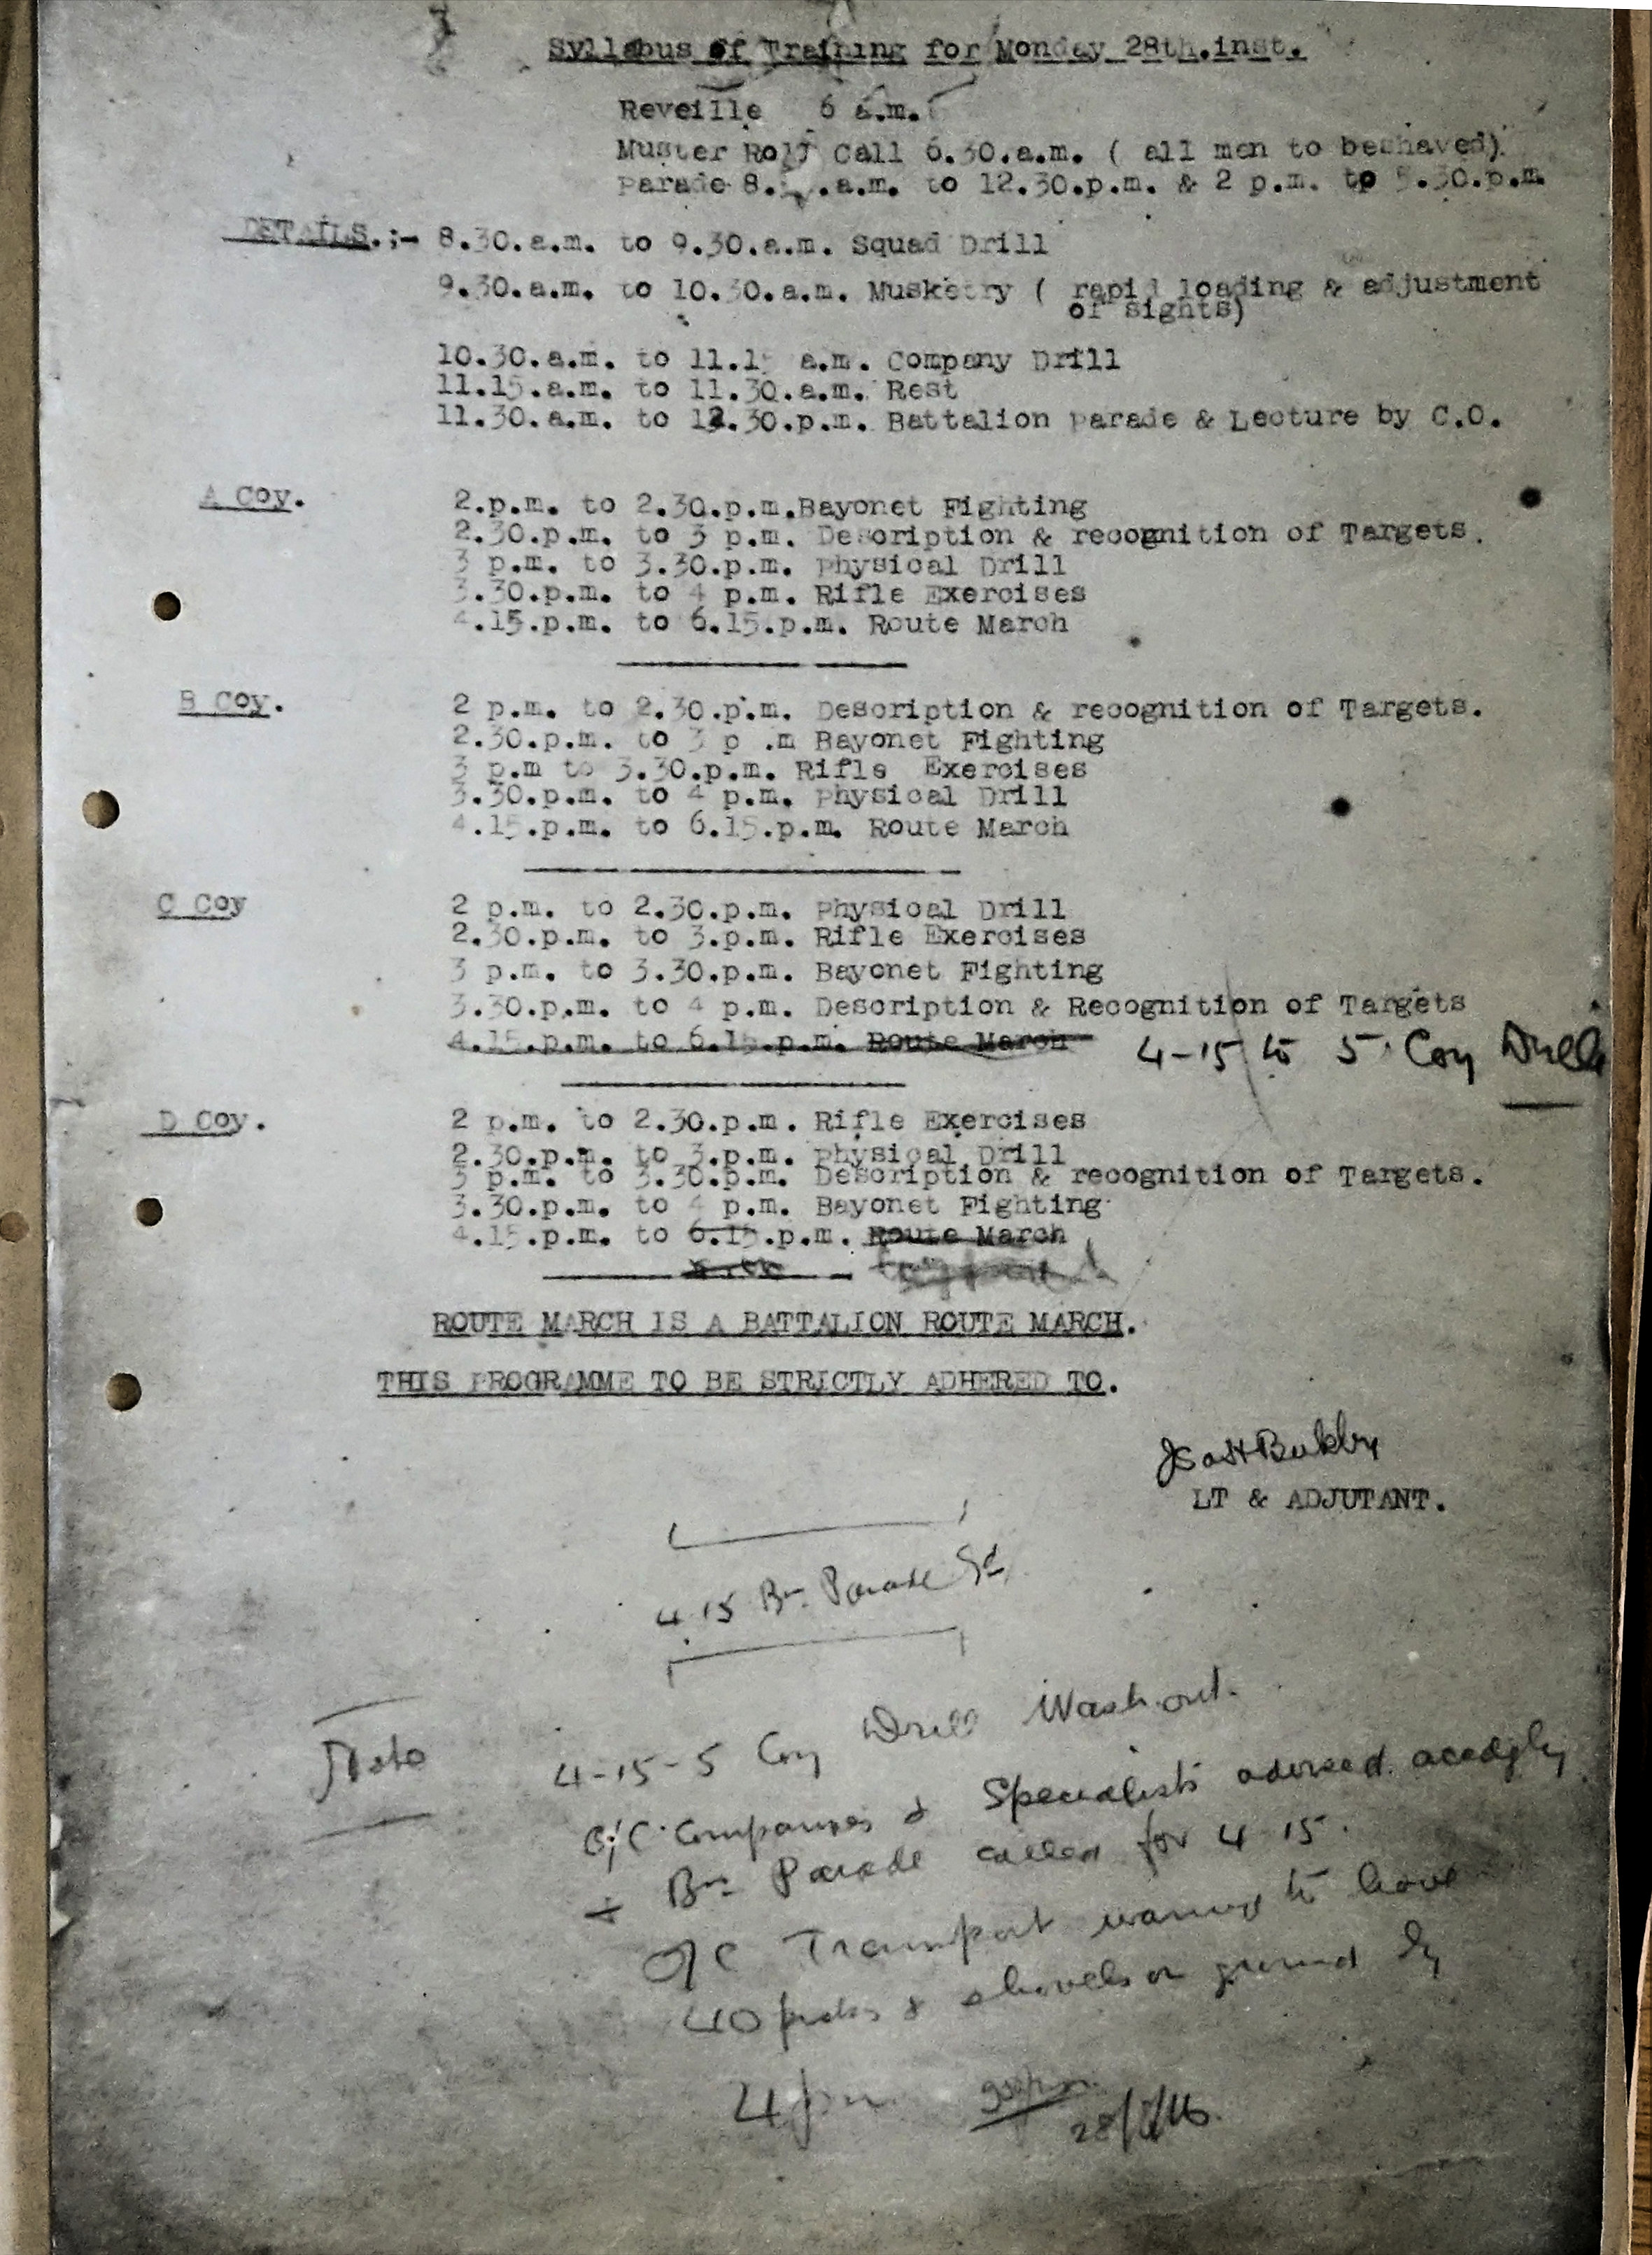 Syllabus of Training for Monday 28th.inst.
Reveille 6 a.m.
Muster Roll Call 6.30.a.m. ( all men to beshaved)
Parade 8. .a.m. to 12.30.p.m. & 2 p.m. to 5.30.p.m.
DETAILS.;- 8.30.a.m. to 9.30.a.m. Squad Drill
9.30.a.m. to 10.30.a.m. Musketry ( rapid loading & adjustment
of sights)
10.30.a.m. to 11.15 a.m. Company Drill
11.15.a.m. to 11.30.a.m. Rest
11.30.a.m. to 12.30.p.m. Battalion Parade & Lecture by C.O.
A Coy. 2.p.m. to 2.30.p.m.Bayonet Fighting
2.30.p.m. to 3 p.m. Description & recognition of Targets.
3 p.m. to 3.30.p.m. Physical Drill
3.30.p.m. to 4 p.m. Rifle Exercises
4.15.p.m. to 6.15.p.m. Route March
B Coy. 2 p.m. to 2.30.p.m. Description & recognition of Targets.
2.30.p.m. to 3 p .m Bayonet Fighting
3 p.m to 3.30.p.m. Rifle Exercises
3.30.p.m. to 4 p.m. Physical Drill
4.15.p.m. to 6.15.p.m. Route March
C Coy 2 p.m. to 2.30.p.m. Physical Drill
2.30.p.m. to 3.p.m. Rifle Exercises
3 p.m. to 3.30.p.m. Bayonet Fighting
3.30.p.m. to 4 p.m. Description & Recognition of Targets
4.15.p.m. to 6.15.p.m. Route March 4-15 to 5 Coy Drill
D Coy. 2 p.m. to 2.30.p.m. Rifle Exercises
2.30.p.m. to 3.p.m. Physical Drill
3 p.m. to 3.30.p.m. Description & recognition of Targets.
3.30.p.m. to 4 p.m. Bayonet Fighting
4.15.p.m. to 6.15.p.m. Route March
ROUTE MARCH IS A BATTALION ROUTE MARCH.
THIS PROGRAMME TO BE STRICTLY ADHERED TO.
LT & ADJUTANT.
4.15 Bn Parade Gd
Note 4-15-5 Coy Drill Wash out.
O/C Companies & Specialists advised accdgly
+ Bn Parade called for 4 15.
O/C Transport warned to have
40 picks & shovels on ground by
4 pm